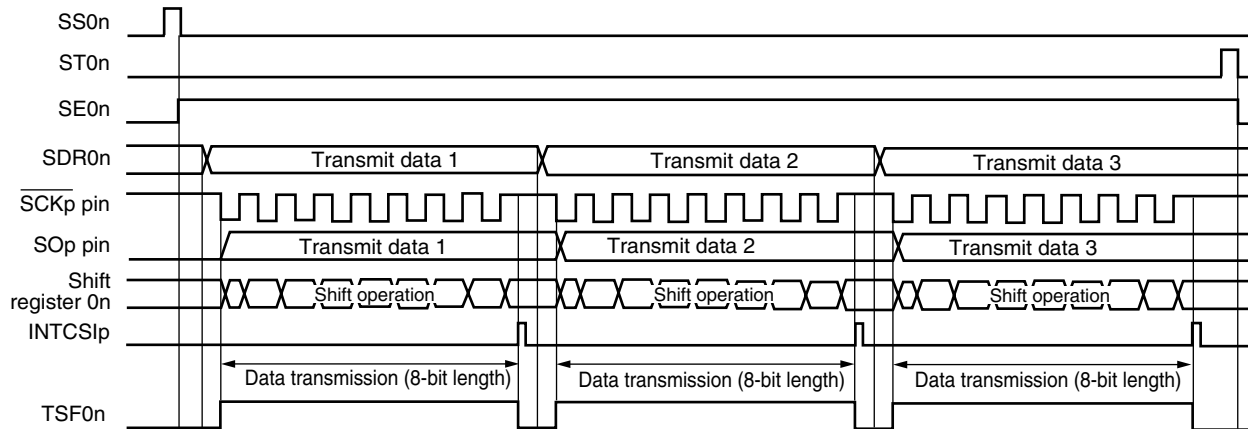 SS0n
ST0n
SE0n
SDR0n Transmit data 1 Transmit data 2 Transmit data 3
SCKp pin
SOp pin Transmit data 1 Transmit data 2 Transmit data 3
Shift
register 0n Shift operation Shift operation Shift operation
INTCSIp
Data transmission (8-bit length) Data transmission (8-bit length) Data transmission (8-bit length)
TSF0n